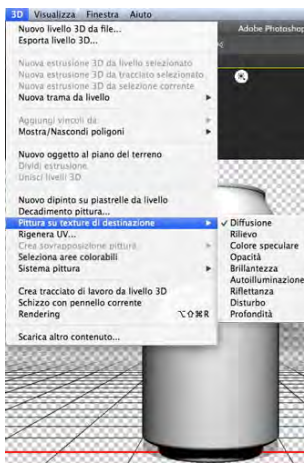 3D Visualizza Finestra Aiuto
Adobe Photoshop
Nuovo livello 3D da file...
Esporta livello 3D...
Nuova estrusione 3D da livello selezionato
Nuova estrusione 3D da tracciato selezionato
Nuova estrusione 3D da selezione corrente
Nuova trama da livello
Aggiungi vincoli da:
Mostra/Nascondi poligoni
Nuovo oggetto al piano del terreno
Dividi estrusione
Unisci livelli 3D
Nuovo dipinto su piastrelle da livello
Decadimento pittura...
Pittura su texture di destinazione
Rigenera UV...
Crea sovrapposizione pittura
Seleziona aree colorabili
Sistema pittura
Crea tracciato di lavoro da livello 3D
Schizzo con pennello corrente
Rendering ⌥⇧⌘R
Scarica altro contenuto...
✓ Diffusione
Rilievo
Colore speculare
Opacità
Brillantezza
Autoilluminazione
Riflettanza
Disturbo
Profondità